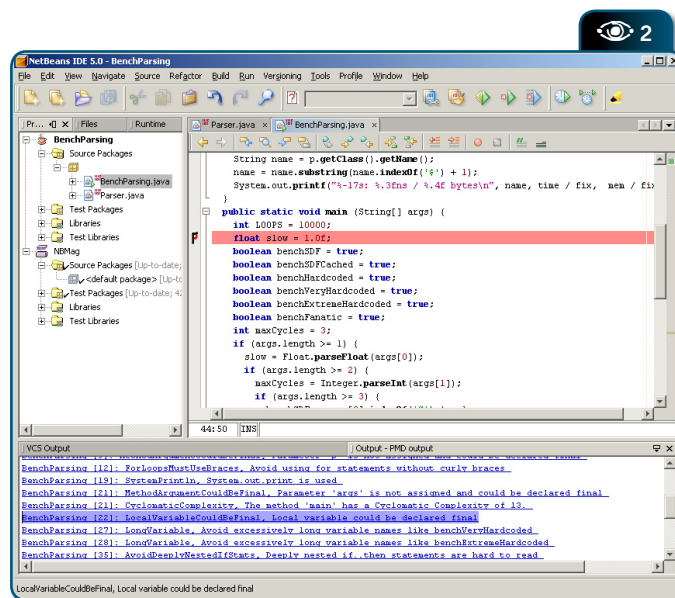 2
NetBeans IDE 5.0 - BenchParsing
File Edit View Navigate Source Refactor Build Run Versioning Tools Profile Window Help
Pr... Files Runtime
Parser.java BenchParsing.java
BenchParsing
Source Packages
BenchParsing.java
Parser.java
Test Packages
Libraries
Test Libraries
NBMag
Source Packages [Up-to-date;
<default package> [Up-to
Test Packages [Up-to-date; 42
Libraries
Test Libraries
String name = p.getClass().getName();
name = name.substring(name.indexOf('$') + 1);
System.out.printf("%-17s: %.3fns / %.4f bytes\n", name, time / fix, mem / fix
}
public static void main (String[] args) {
int LOOPS = 10000;
float slow = 1.0f;
boolean benchSDF = true;
boolean benchSDFCached = true;
boolean benchHardcoded = true;
boolean benchVeryHardcoded = true;
boolean benchExtremeHardcoded = true;
boolean benchFanatic = true;
int maxCycles = 3;
if (args.length >= 1) {
slow = Float.parseFloat(args[0]);
if (args.length >= 2) {
maxCycles = Integer.parseInt(args[1]);
if (args.length >= 3) {
44:50 INS
VCS Output Output - PMD output
BenchParsing [12]: ForLoopsMustUseBraces, Avoid using for statements without curly braces
BenchParsing [19]: SystemPrintln, System.out.print is used
BenchParsing [21]: MethodArgumentCouldBeFinal, Parameter 'args' is not assigned and could be declared final
BenchParsing [21]: CyclomaticComplexity, The method 'main' has a Cyclomatic Complexity of 13.
BenchParsing [22]: LocalVariableCouldBeFinal, Local variable could be declared final
BenchParsing [27]: LongVariable, Avoid excessively long variable names like benchVeryHardcoded
BenchParsing [28]: LongVariable, Avoid excessively long variable names like benchExtremeHardcoded
BenchParsing [35]: AvoidDeeplyNestedIfStmts, Deeply nested if..then statements are hard to read
LocalVariableCouldBeFinal, Local variable could be declared final